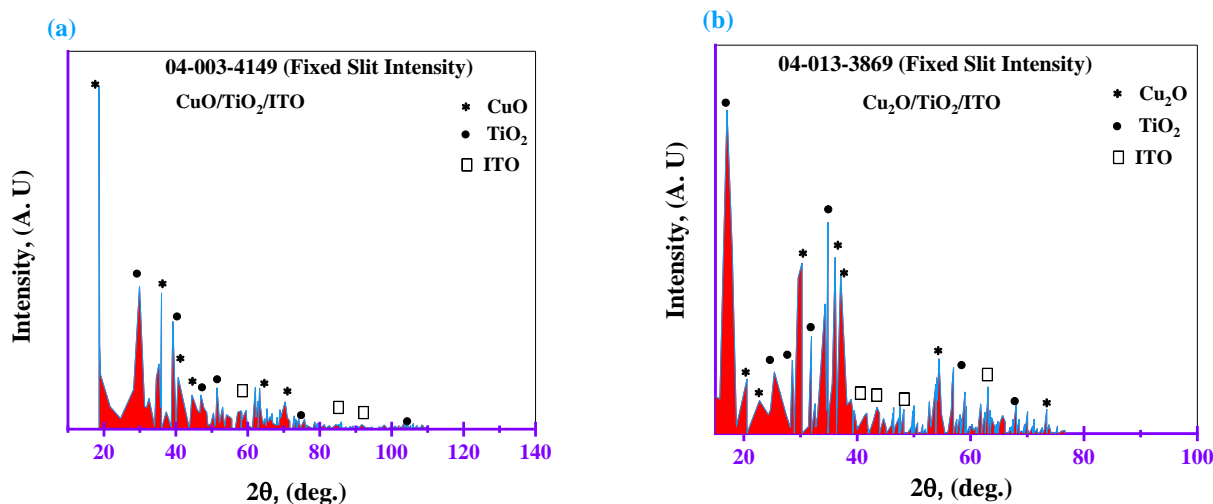 (a)
04-003-4149 (Fixed Slit Intensity)
CuO/TiO₂/ITO
* CuO
● TiO₂
□ ITO
Intensity, (A. U)
20 40 60 80 100 120 140
2θ, (deg.)
(b)
04-013-3869 (Fixed Slit Intensity)
Cu₂O/TiO₂/ITO
* Cu₂O
● TiO₂
□ ITO
Intensity, (A. U)
20 40 60 80 100
2θ, (deg.)